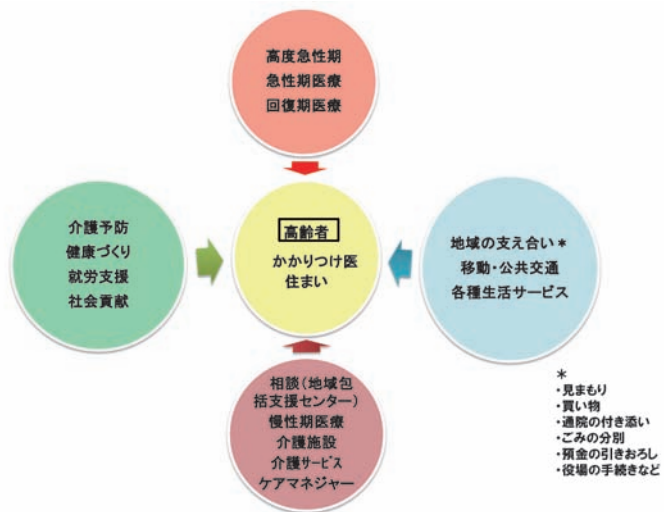 高度急性期
急性期医療
回復期医療
介護予防
健康づくり
就労支援
社会貢献
高齢者
かかりつけ医
住まい
地域の支え合い＊
移動・公共交通
各種生活サービス
相談（地域包
括支援センター）
慢性期医療
介護施設
介護サービス
ケアマネジャー
＊
・見まもり
・買い物
・通院の付き添い
・ごみの分別
・預金の引きおろし
・役場の手続きなど